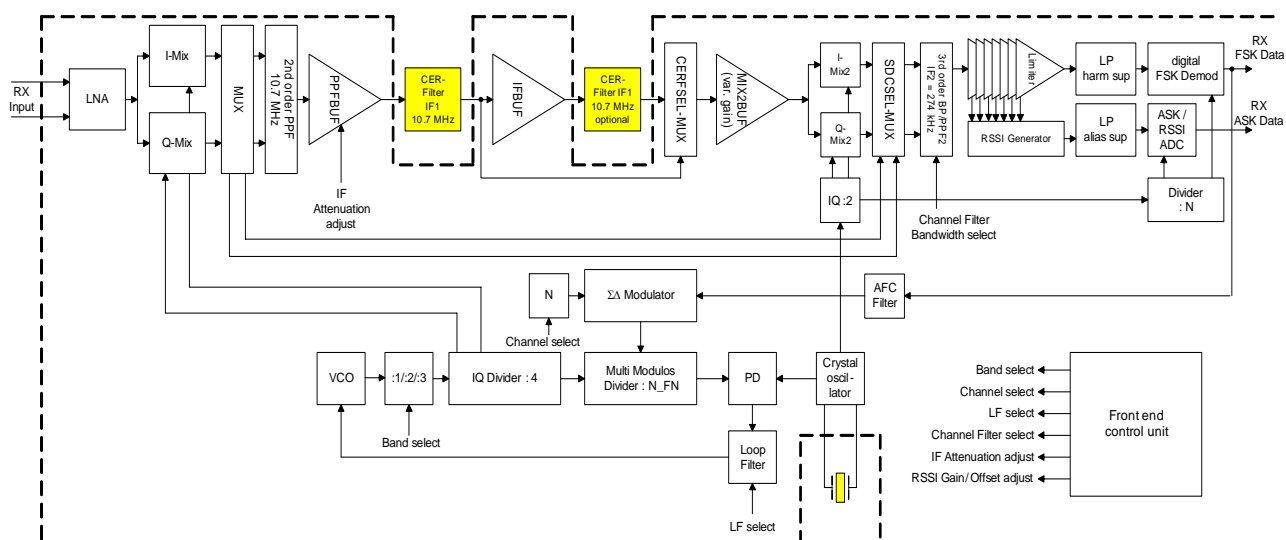 RX
Input
LNA
I-Mix
Q-Mix
MUX
2nd order PPF
10.7 MHz
PPFBUF
IF
Attenuation
adjust
CER-
Filter
IF1
10.7 MHz
IFBUF
CER-
Filter IF1
10.7 MHz
optional
CERFSEL-MUX
MIX2BUF
(var. gain)
I-
Mix2
Q-
Mix2
SDCSEL-MUX
3rd order BP/PPF2
IF2 = 274 kHz
Limiter
RSSI Generator
LP
harm sup
LP
alias sup
digital
FSK Demod
ASK /
RSSI
ADC
RX
FSK Data
RX
ASK Data
IQ :2
Channel Filter
Bandwidth select
Divider
: N
N
Channel select
ΣΔ Modulator
AFC
Filter
VCO
:1/:2/:3
Band select
IQ Divider : 4
Multi Modulos
Divider : N_FN
PD
Crystal
oscil-
lator
Loop
Filter
LF select
Band select
Channel select
LF select
Channel Filter select
IF Attenuation adjust
RSSI Gain/Offset adjust
Front end
control unit